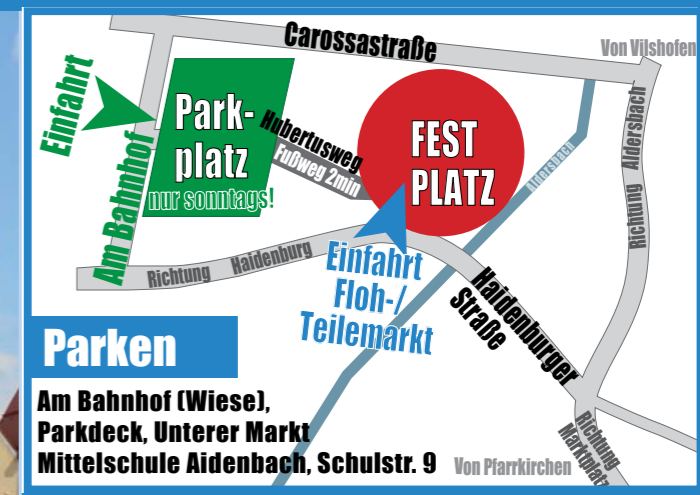 Carossastraße
Von Vilshofen
Einfahrt
Am Bahnhof
Park-
platz
nur sonntags!
Hubertusweg
Fußweg 2min
FEST
PLATZ
Aldersbach
Richtung Aldersbach
Richtung Haidenburg
Einfahrt
Floh-/
Teilemarkt
Haidenburger
Straße
Richtung
Marktplatz
Von Pfarrkirchen
Parken
Am Bahnhof (Wiese),
Parkdeck, Unterer Markt
Mittelschule Aidenbach, Schulstr. 9